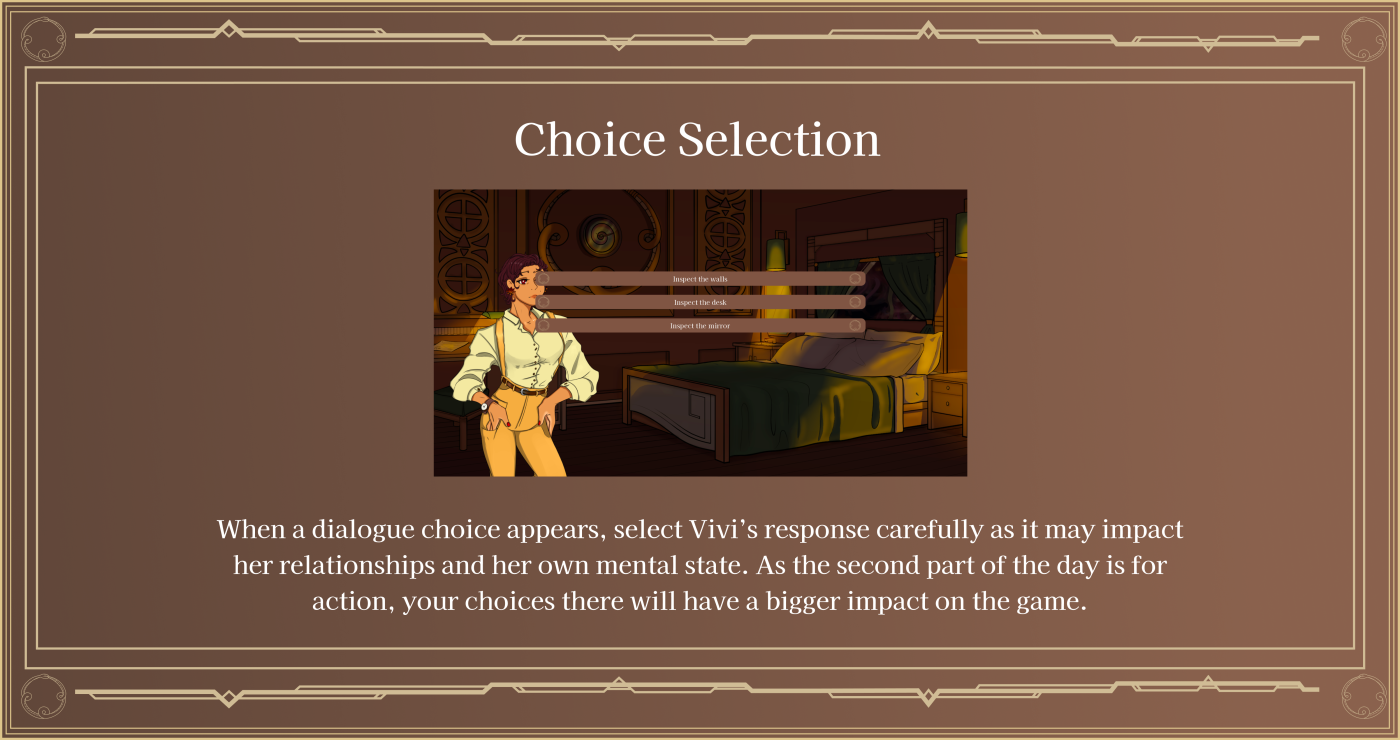 Choice Selection
Inspect the walls
Inspect the desk
Inspect the mirror
When a dialogue choice appears, select Vivi’s response carefully as it may impact
her relationships and her own mental state. As the second part of the day is for
action, your choices there will have a bigger impact on the game.